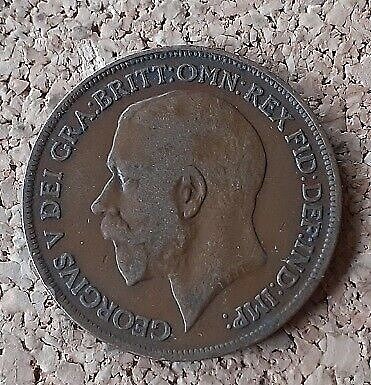 GEORGIVS V DEI GRA: BRITT: OMN: REX FID: DEF: IND: IMP: